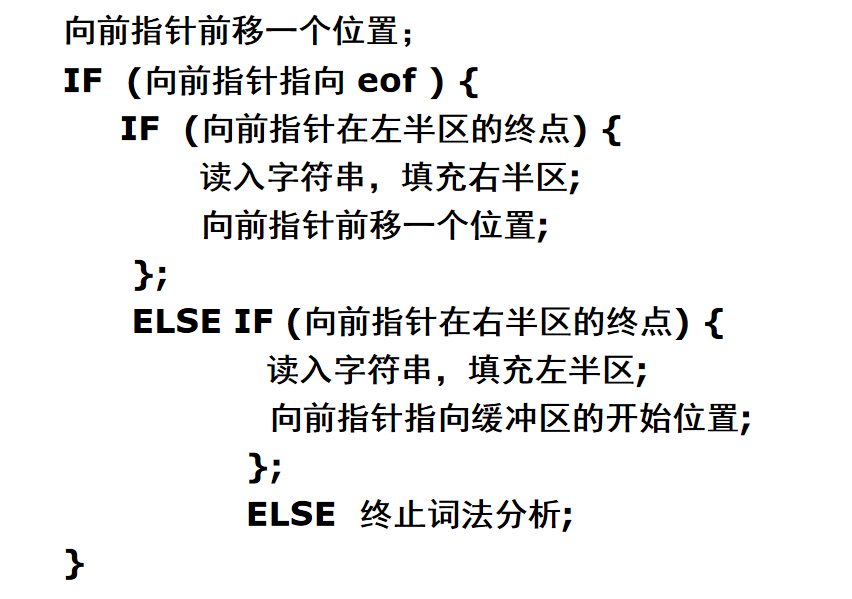 向前指针前移一个位置；
IF (向前指针指向 eof ) {
IF (向前指针在左半区的终点) {
读入字符串，填充右半区;
向前指针前移一个位置;
};
ELSE IF (向前指针在右半区的终点) {
读入字符串，填充左半区;
向前指针指向缓冲区的开始位置;
};
ELSE 终止词法分析;
}